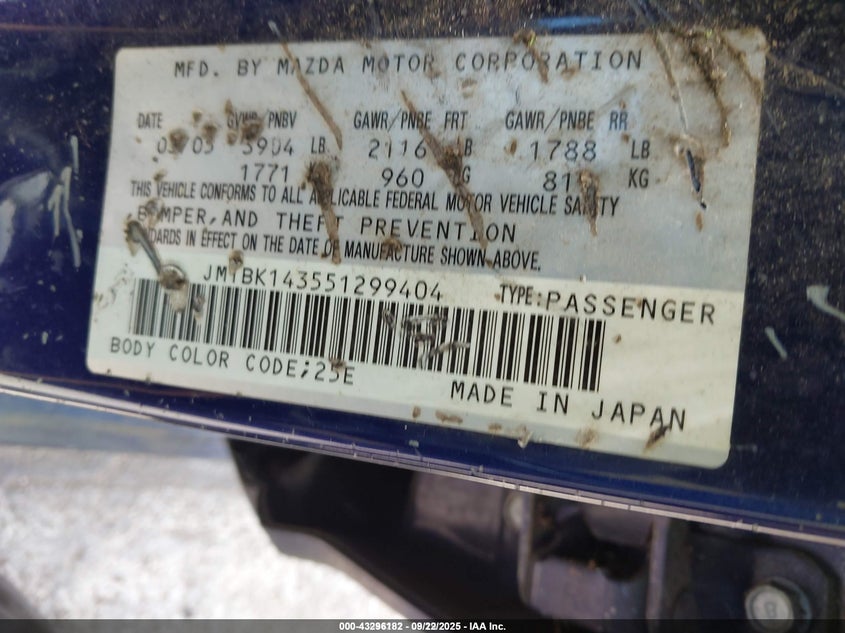 MFD. BY MAZDA MOTOR CORPORATION
DATE GVWR/PNBV GAWR/PNBE FRT GAWR/PNBE RR
LB 2116 1788 LB
1771 960 KG
THIS VEHICLE CONFORMS TO ALL APPLICABLE FEDERAL MOTOR VEHICLE SAFETY
BUMPER, AND THEFT PREVENTION
STANDARDS IN EFFECT ON THE DATE OF MANUFACTURE SHOWN ABOVE.
JM1BK143551299404 TYPE:PASSENGER
BODY COLOR CODE;25E
MADE IN JAPAN
8
000-43296182 - 09/22/2025 - IAA Inc.